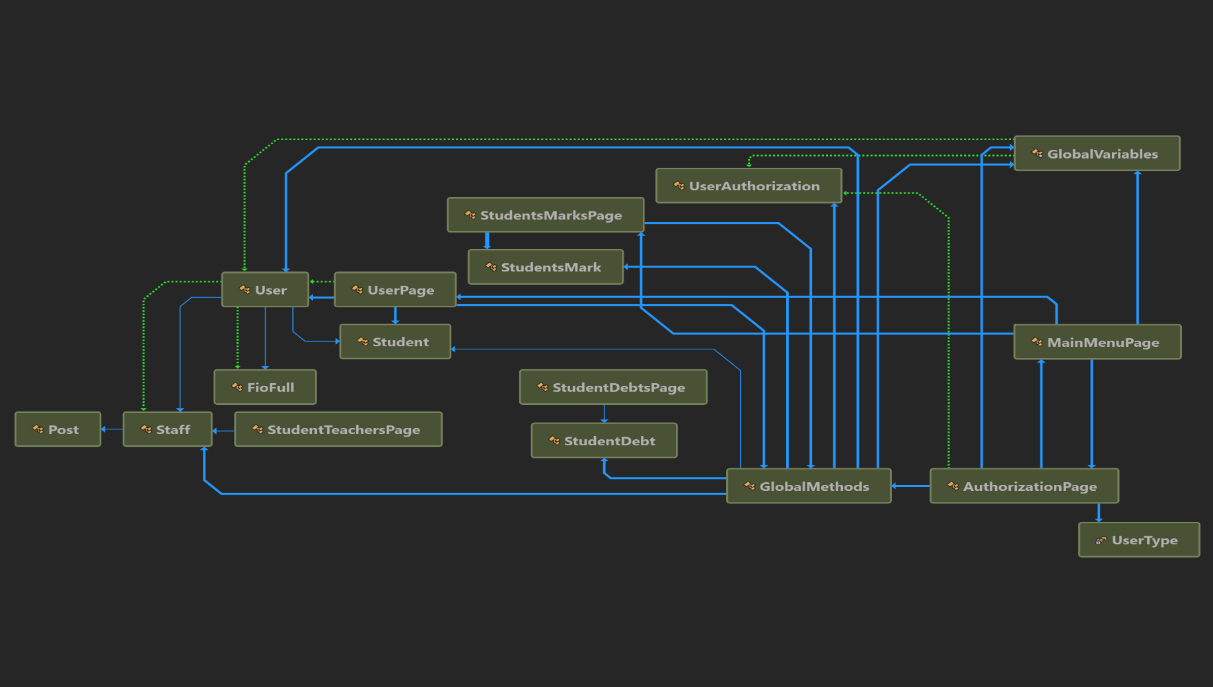 GlobalVariables
UserAuthorization
StudentsMarksPage
StudentsMark
User
UserPage
Student
MainMenuPage
FioFull
StudentDebtsPage
Post
Staff
StudentTeachersPage
StudentDebt
GlobalMethods
AuthorizationPage
UserType